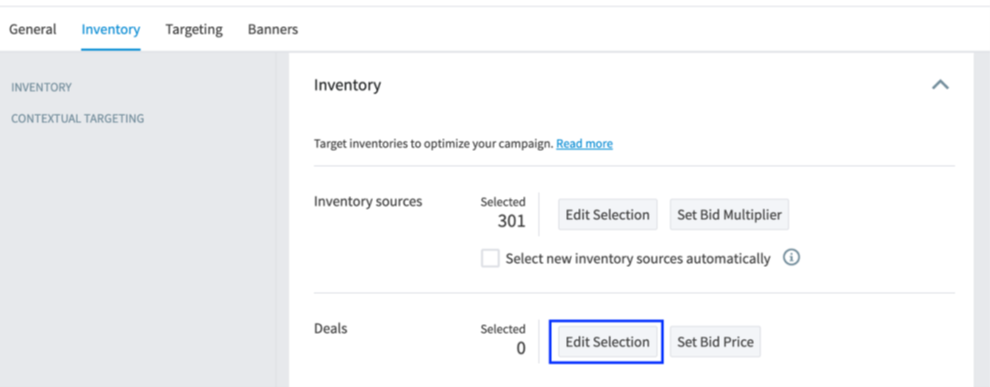 General Inventory Targeting Banners
INVENTORY
CONTEXTUAL TARGETING
Inventory
Target inventories to optimize your campaign. Read more
Inventory sources
Selected
301
Edit Selection
Set Bid Multiplier
Select new inventory sources automatically
Deals
Selected
0
Edit Selection
Set Bid Price